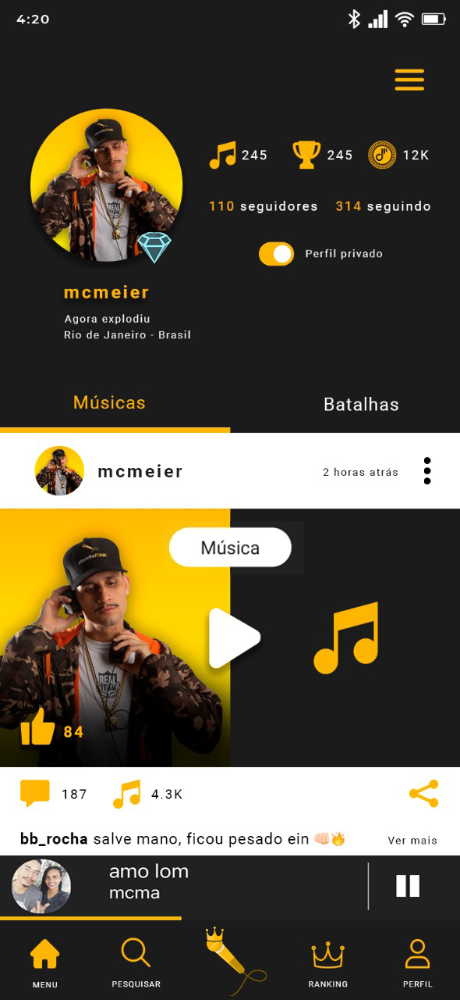 4:20
245 245 12K
110 seguidores 314 seguindo
Perfil privado
mcmeier
Agora explodiu
Rio de Janeiro - Brasil
Músicas Batalhas
mcmeier 2 horas atrás
Música
REAL
TEAM
84
187 4.3K
bb_rocha salve mano, ficou pesado ein 👊🏻🔥 Ver mais
amo lom
mcma
MENU PESQUISAR RANKING PERFIL